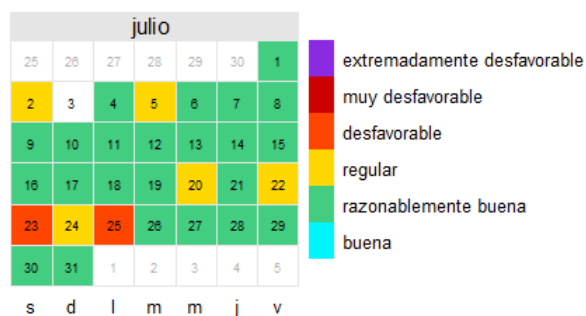 julio
25 26 27 28 29 30 1
2 3 4 5 6 7 8
9 10 11 12 13 14 15
16 17 18 19 20 21 22
23 24 25 26 27 28 29
30 31 1 2 3 4 5
s d l m m j v
extremadamente desfavorable
muy desfavorable
desfavorable
regular
razonablemente buena
buena